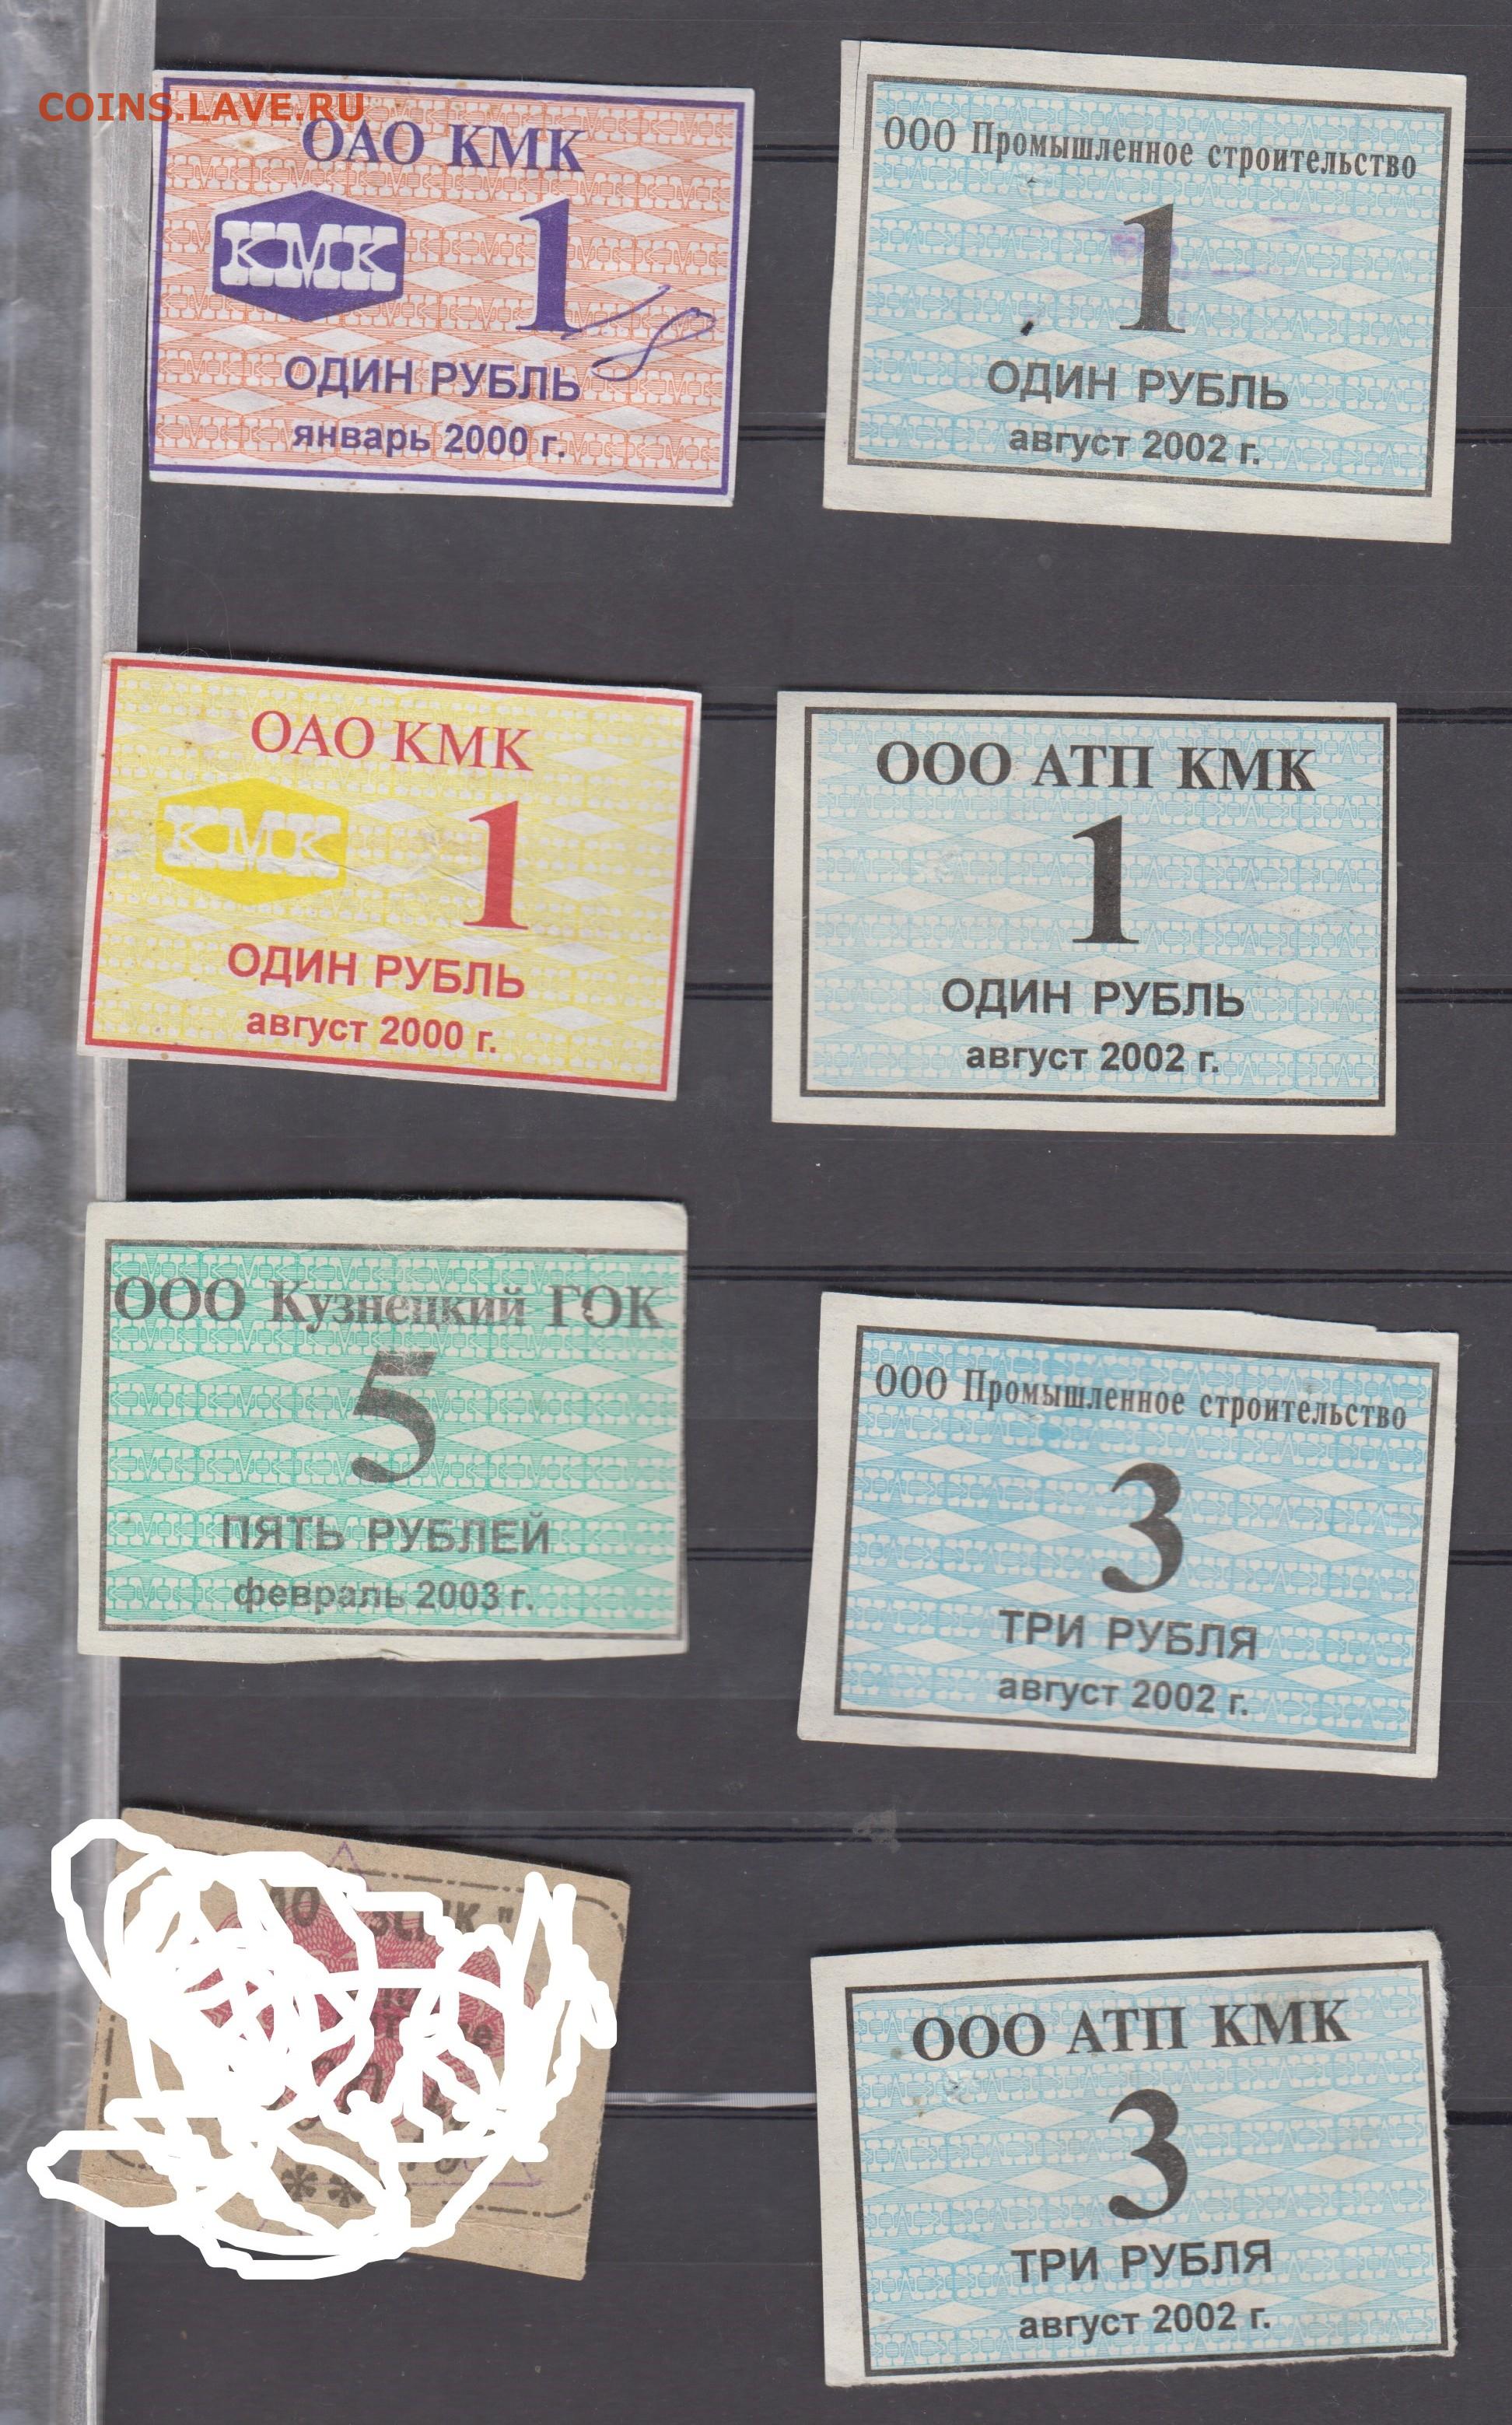 COINS.LAVE.RU
ОАО КМК
КМК
1
ОДИН РУБЛЬ
январь 2000 г.
ООО Промышленное строительство
1
ОДИН РУБЛЬ
август 2002 г.
ОАО КМК
КМК
1
ОДИН РУБЛЬ
август 2000 г.
ООО АТП КМК
1
ОДИН РУБЛЬ
август 2002 г.
ООО Кузнецкий ГОК
5
ПЯТЬ РУБЛЕЙ
февраль 2003 г.
ООО Промышленное строительство
3
ТРИ РУБЛЯ
август 2002 г.
ООО АТП КМК
3
ТРИ РУБЛЯ
август 2002 г.